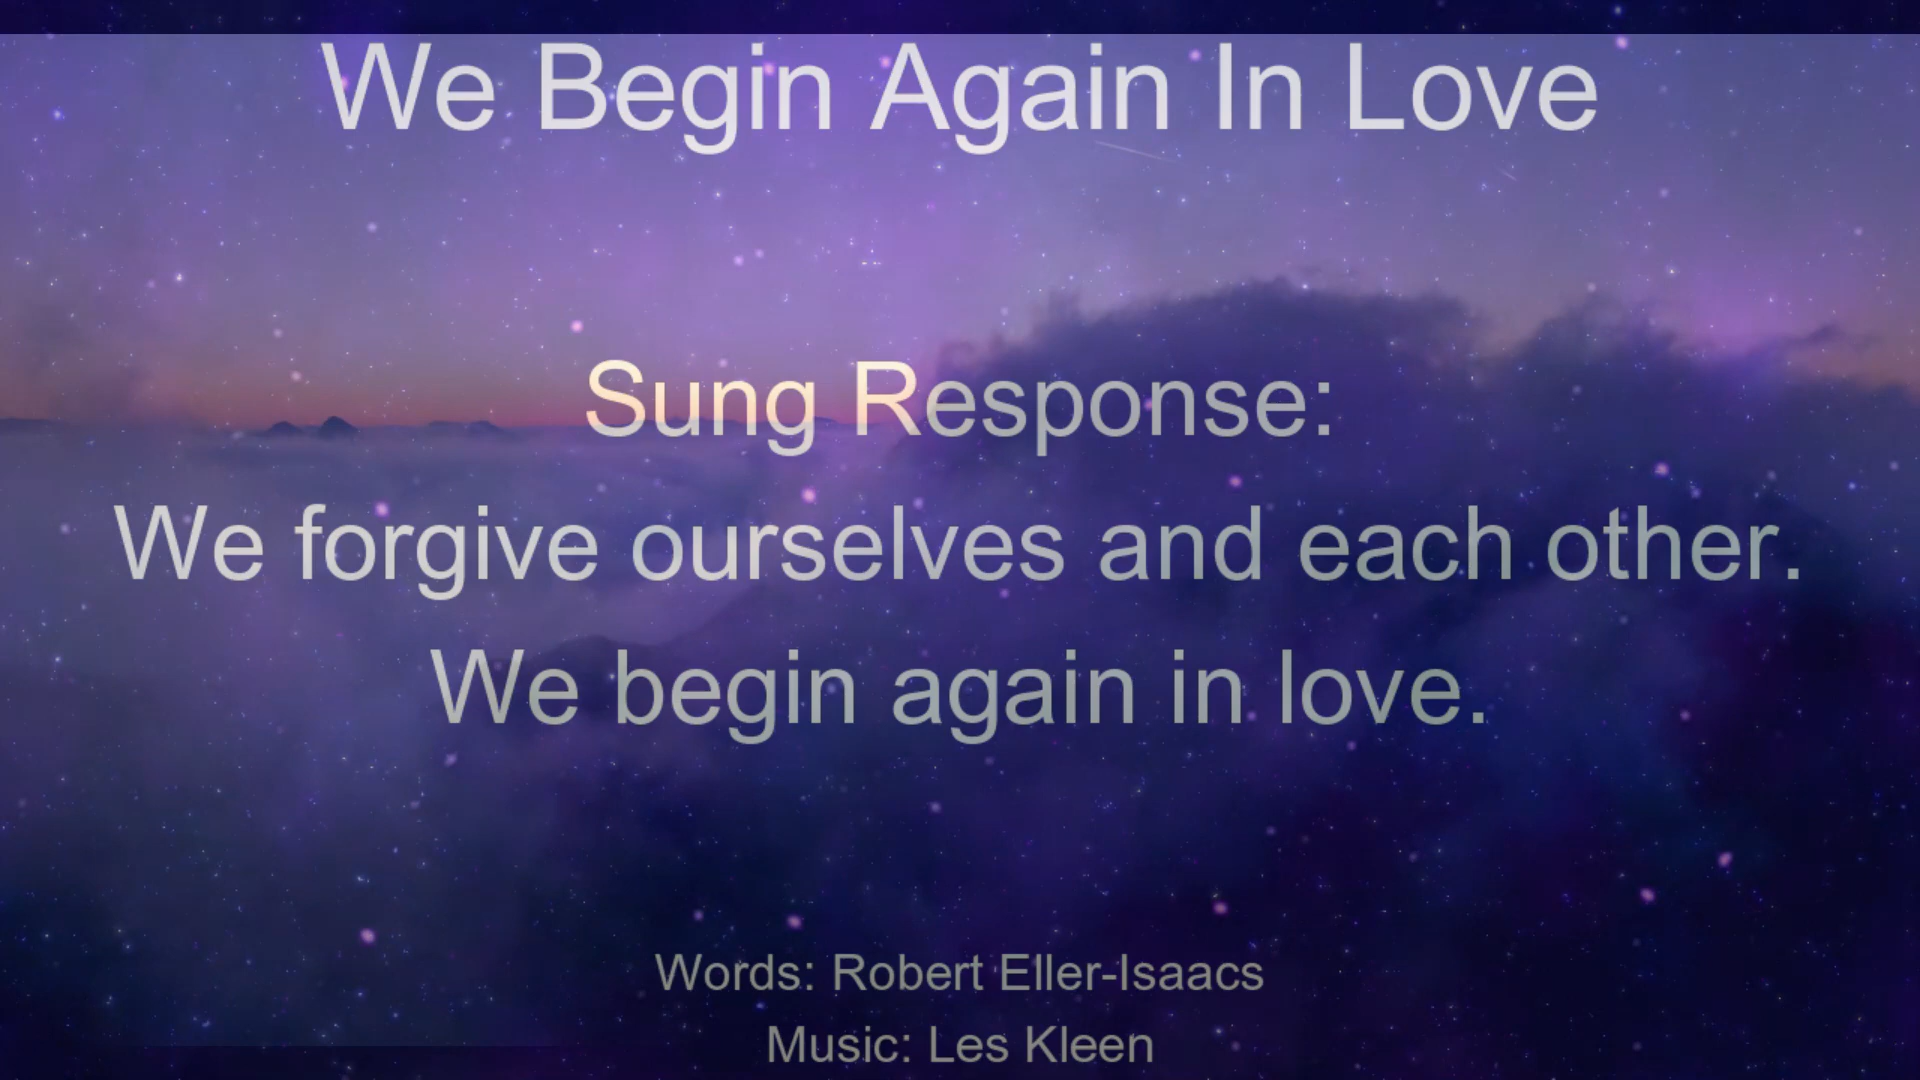 We Begin Again In Love
Sung Response:
We forgive ourselves and each other.
We begin again in love.
Words: Robert Eller-Isaacs
Music: Les Kleen